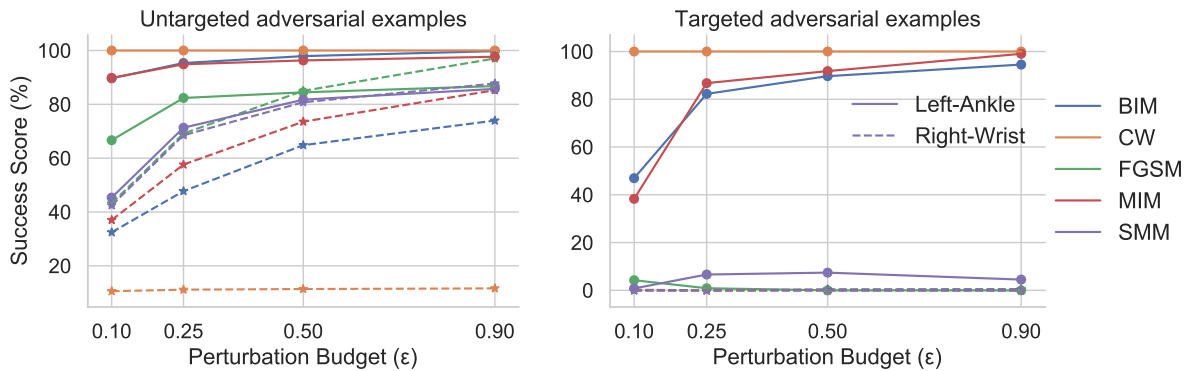 Untargeted adversarial examples
Success Score (%)
100
80
60
40
20
0.10 0.25 0.50 0.90
Perturbation Budget (ε)
Targeted adversarial examples
100
80
60
40
20
0
0.10 0.25 0.50 0.90
Perturbation Budget (ε)
Left-Ankle
Right-Wrist
BIM
CW
FGSM
MIM
SMM